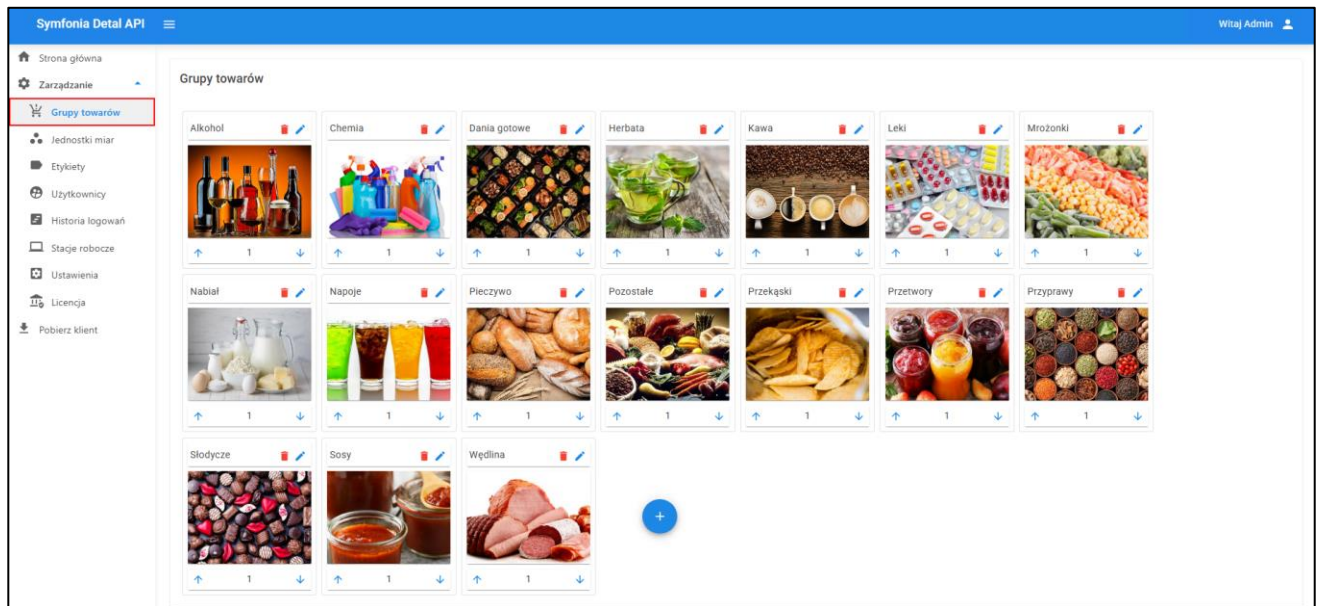 Symfonia Detal API
Witaj Admin
Strona główna
Zarządzanie
Grupy towarów
Jednostki miar
Etykiety
Użytkownicy
Historia logowań
Stacje robocze
Ustawienia
Licencja
Pobierz klient
Grupy towarów
Alkohol Chemia Dania gotowe Herbata Kawa Leki Mrożonki
1 1 1 1 1 1 1
Nabiał Napoje Pieczywo Pozostałe Przekąski Przetwory Przyprawy
1 1 1 1 1 1 1
Słodycze Sosy Wędlina
1 1 1